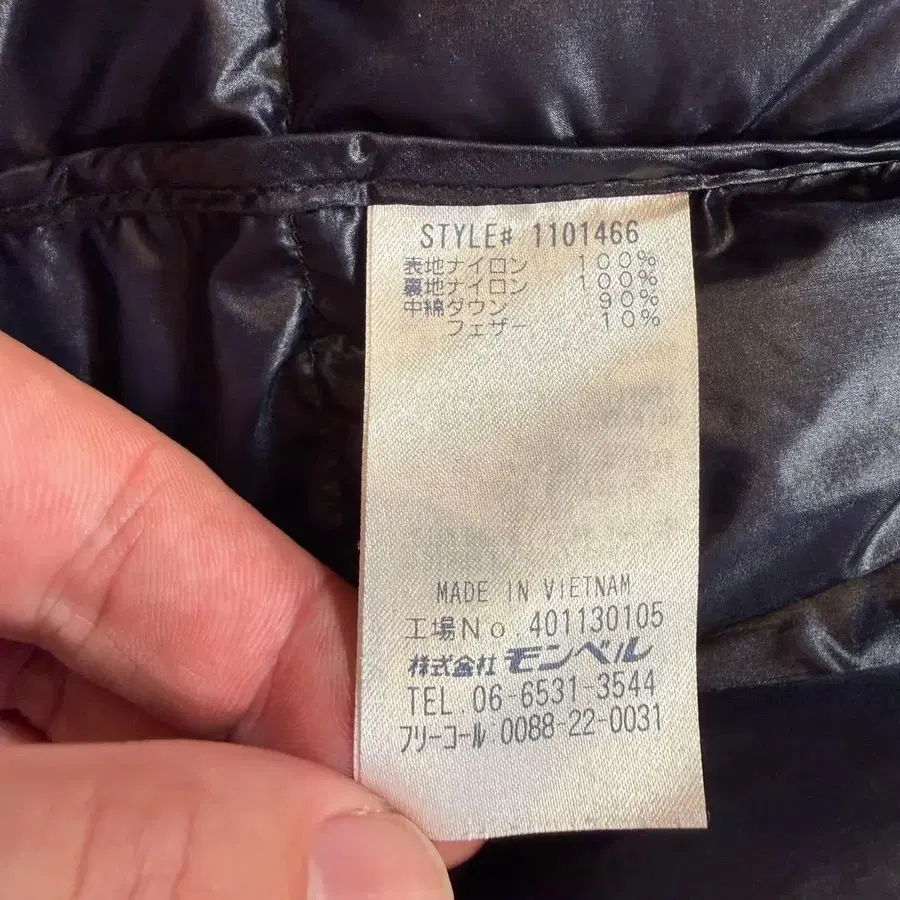 STYLE# 1101466
表地ナイロン 100%
裏地ナイロン 100%
中綿ダウン 90%
フェザー 10%
MADE IN VIETNAM
工場No. 401130105
株式会社 モンベル
TEL 06-6531-3544
フリーコール 0088-22-0031